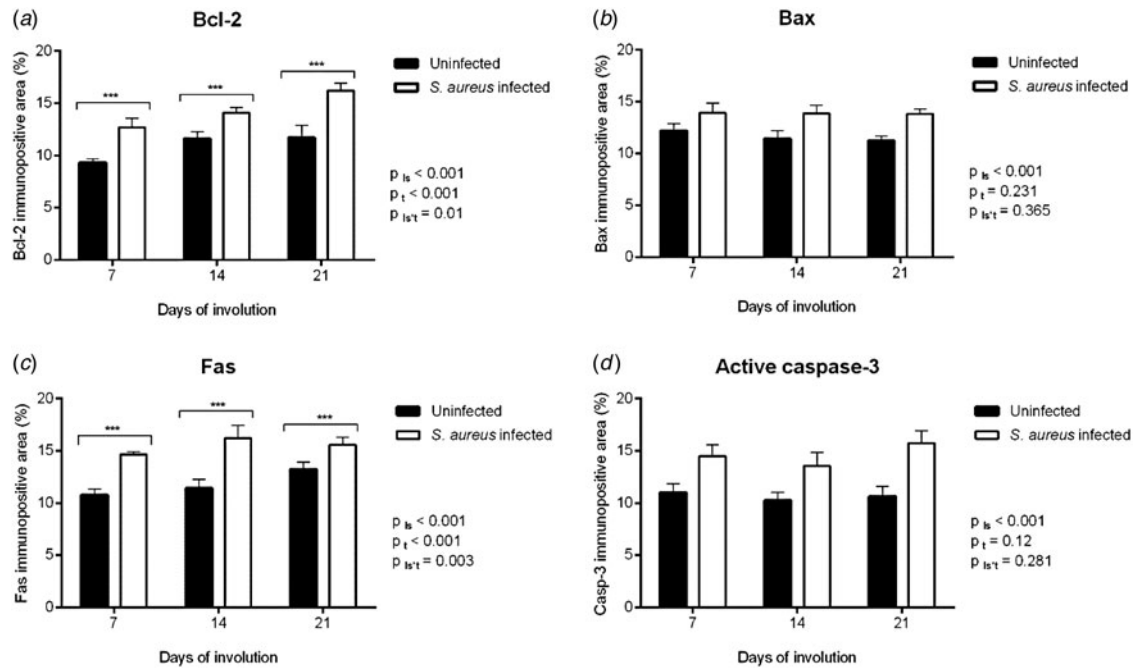 (a)
Bcl-2
Bcl-2 immunopositive area (%)
20
15
10
5
0
***
***
***
7
14
21
Days of involution
Uninfected
S. aureus infected
p Is < 0.001
p t < 0.001
p Is*t = 0.01
(b)
Bax
Bax immunopositive area (%)
20
15
10
5
0
7
14
21
Days of involution
Uninfected
S. aureus infected
p Is < 0.001
p t = 0.231
p Is*t = 0.365
(c)
Fas
Fas immunopositive area (%)
20
15
10
5
0
***
***
***
7
14
21
Days of involution
Uninfected
S. aureus infected
p Is < 0.001
p t < 0.001
p Is*t = 0.003
(d)
Active caspase-3
Casp-3 immunopositive area (%)
20
15
10
5
0
7
14
21
Days of involution
Uninfected
S. aureus infected
p Is < 0.001
p t = 0.12
p Is*t = 0.281